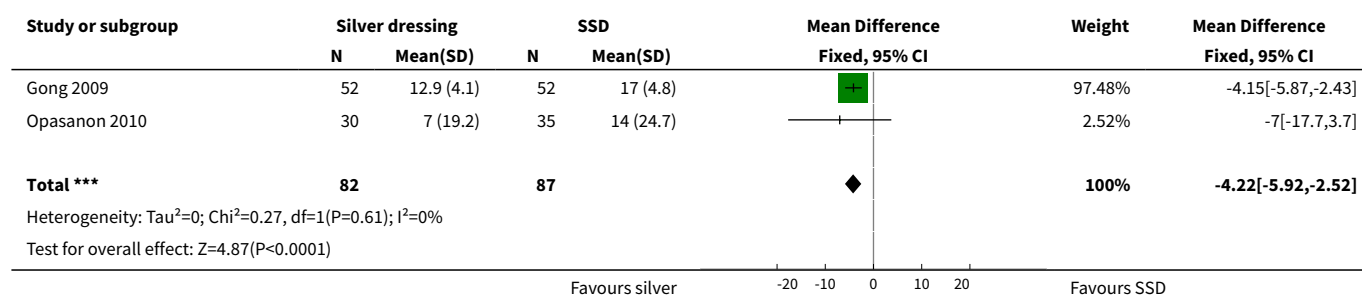 Study or subgroup Silver dressing SSD Mean Difference Weight Mean Difference
N Mean(SD) N Mean(SD) Fixed, 95% CI Fixed, 95% CI
Gong 2009 52 12.9 (4.1) 52 17 (4.8) 97.48% -4.15[-5.87,-2.43]
Opasanon 2010 30 7 (19.2) 35 14 (24.7) 2.52% -7[-17.7,3.7]
Total *** 82 87 100% -4.22[-5.92,-2.52]
Heterogeneity: Tau²=0; Chi²=0.27, df=1(P=0.61); I²=0%
Test for overall effect: Z=4.87(P<0.0001)
Favours silver -20 -10 0 10 20 Favours SSD